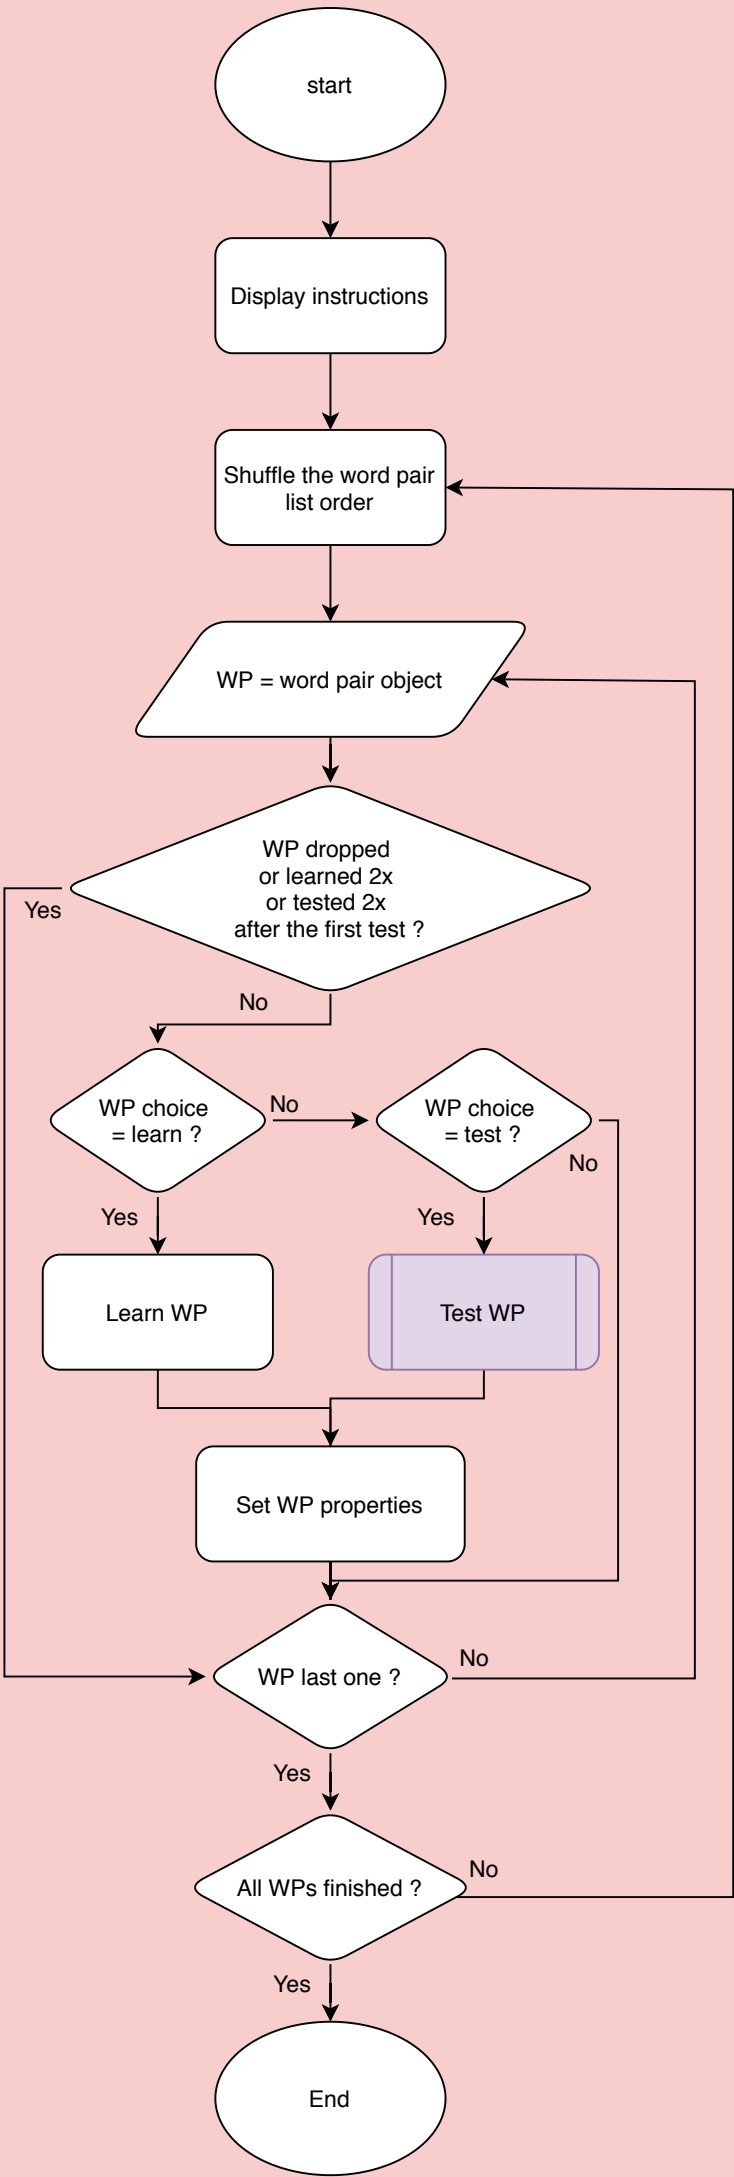 start
Display instructions
Shuffle the word pair
list order
WP = word pair object
WP dropped
or learned 2x
or tested 2x
after the first test ?
Yes
No
WP choice
= learn ?
No
WP choice
= test ?
No
Yes
Yes
Learn WP
Test WP
Set WP properties
WP last one ?
No
Yes
All WPs finished ?
No
Yes
End